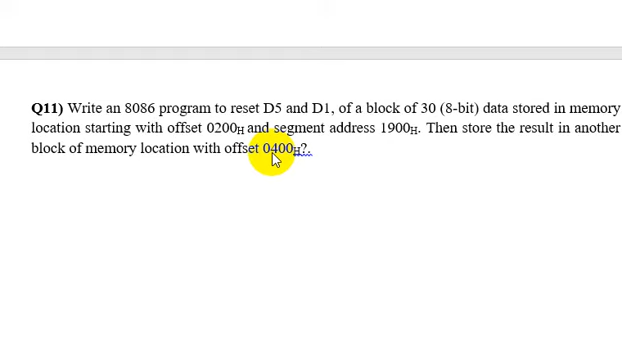 Q11) Write an 8086 program to reset D5 and D1, of a block of 30 (8-bit) data stored in memory
location starting with offset 0200H and segment address 1900H. Then store the result in another
block of memory location with offset 0400H?.